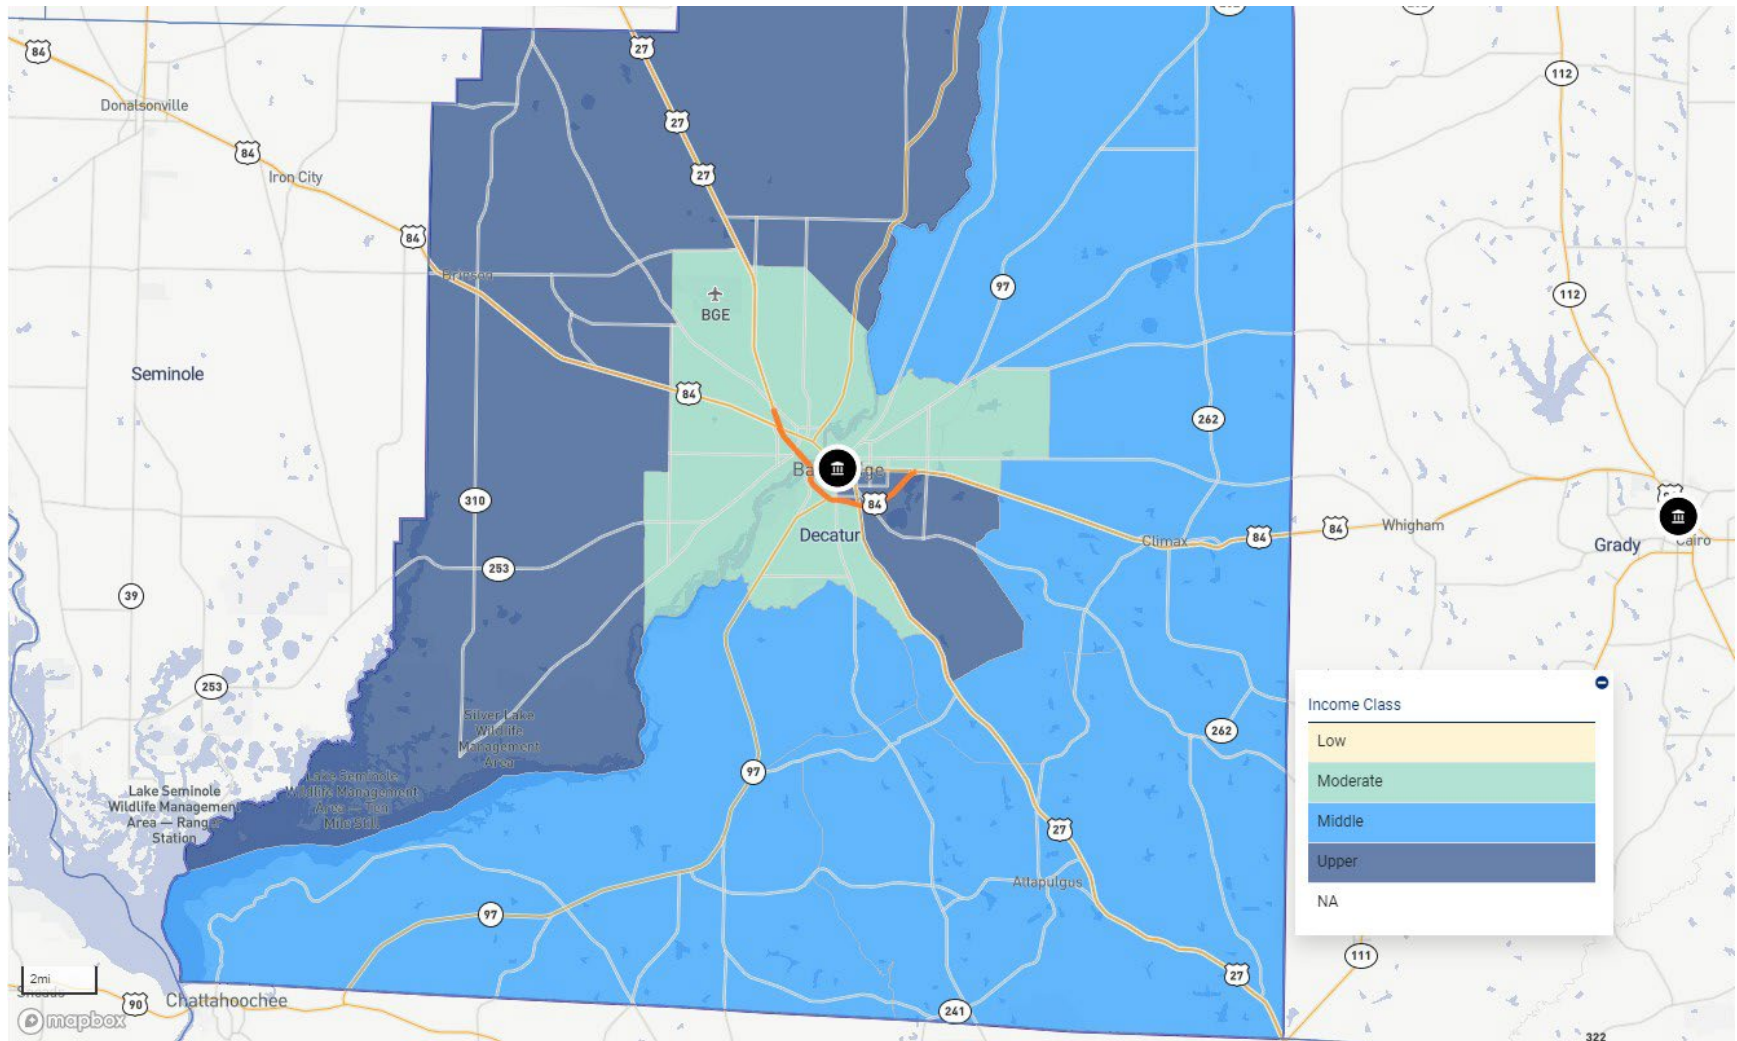 84
27
112
Donalsonville
27
84
Iron City
27
84
Brinson
97
112
BGE
Seminole
84
262
84
310
Decatur
84
84
Whigham
Climax
Grady
Cairo
253
39
253
Silver Lake
Wildlife
Management
Area
262
97
Lake Seminole
Wildlife Management
Area — Ranger
Station
Lake Seminole
Wildlife Management
Area — Ten
Mile Still
27
Attapulgus
97
Income Class
Low
Moderate
Middle
Upper
NA
111
27
2mi
Sneads
90
Chattahoochee
241
mapbox
322